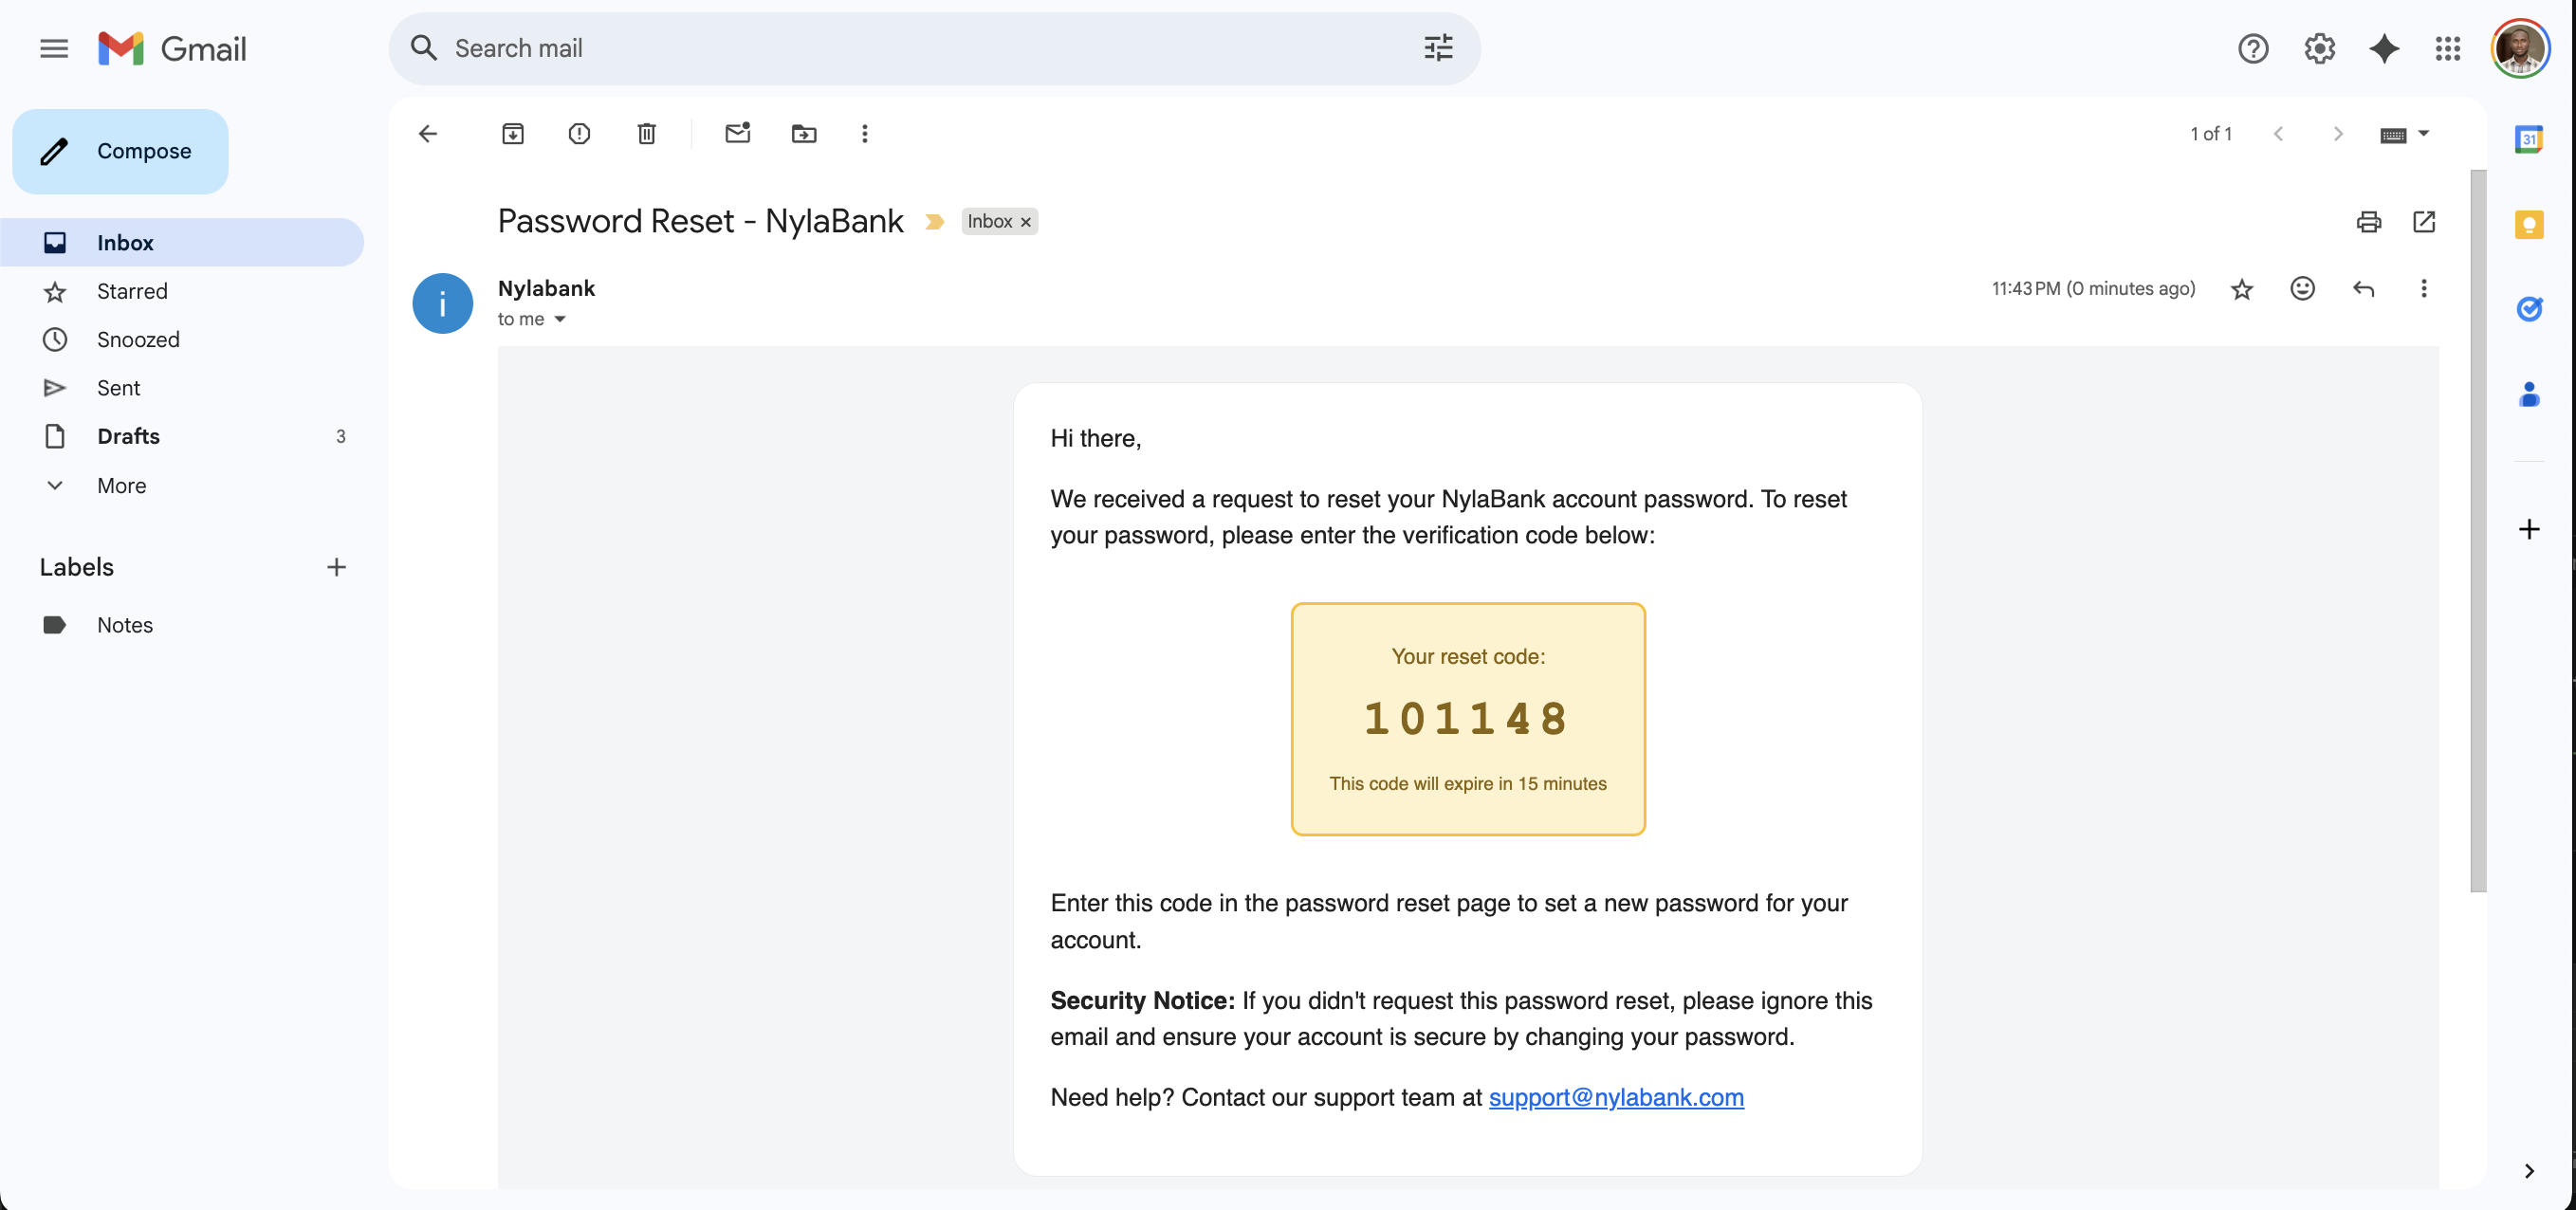 Gmail
Search mail
Compose
Inbox
Starred
Snoozed
Sent
Drafts 3
More
Labels
Notes
1 of 1
Password Reset - NylaBank Inbox
i
Nylabank 11:43 PM (0 minutes ago)
to me
Hi there,
We received a request to reset your NylaBank account password. To reset
your password, please enter the verification code below:
Your reset code:
101148
This code will expire in 15 minutes
Enter this code in the password reset page to set a new password for your
account.
Security Notice: If you didn't request this password reset, please ignore this
email and ensure your account is secure by changing your password.
Need help? Contact our support team at support@nylabank.com
31